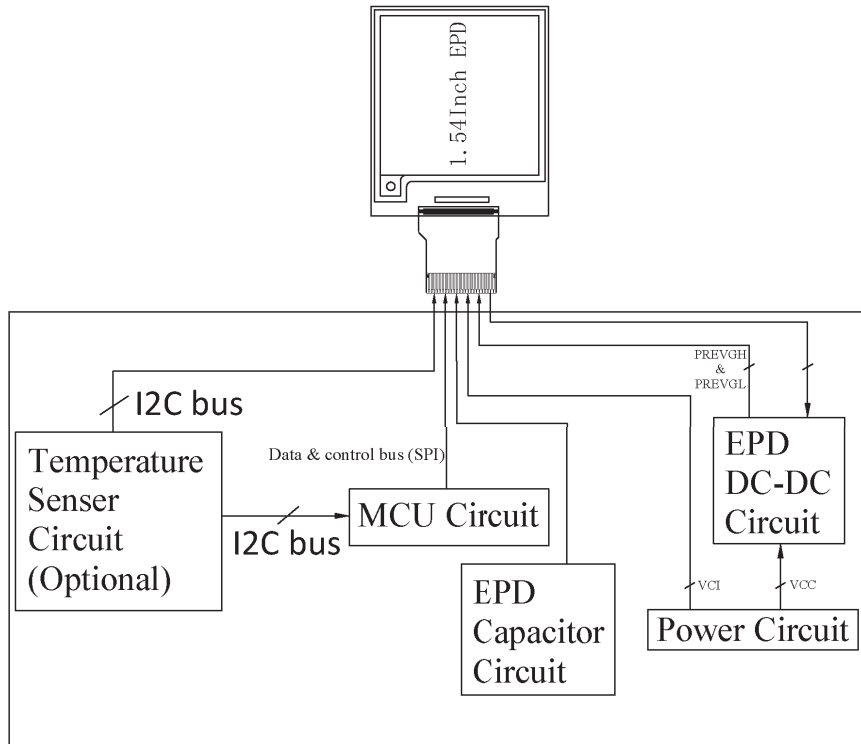 1.54Inch EPD
PREVGH
&
PREVGL
I2C bus
Temperature
Senser
Circuit
(Optional)
Data & control bus (SPI)
MCU Circuit
I2C bus
EPD
DC-DC
Circuit
EPD
Capacitor
Circuit
VCI
VCC
Power Circuit